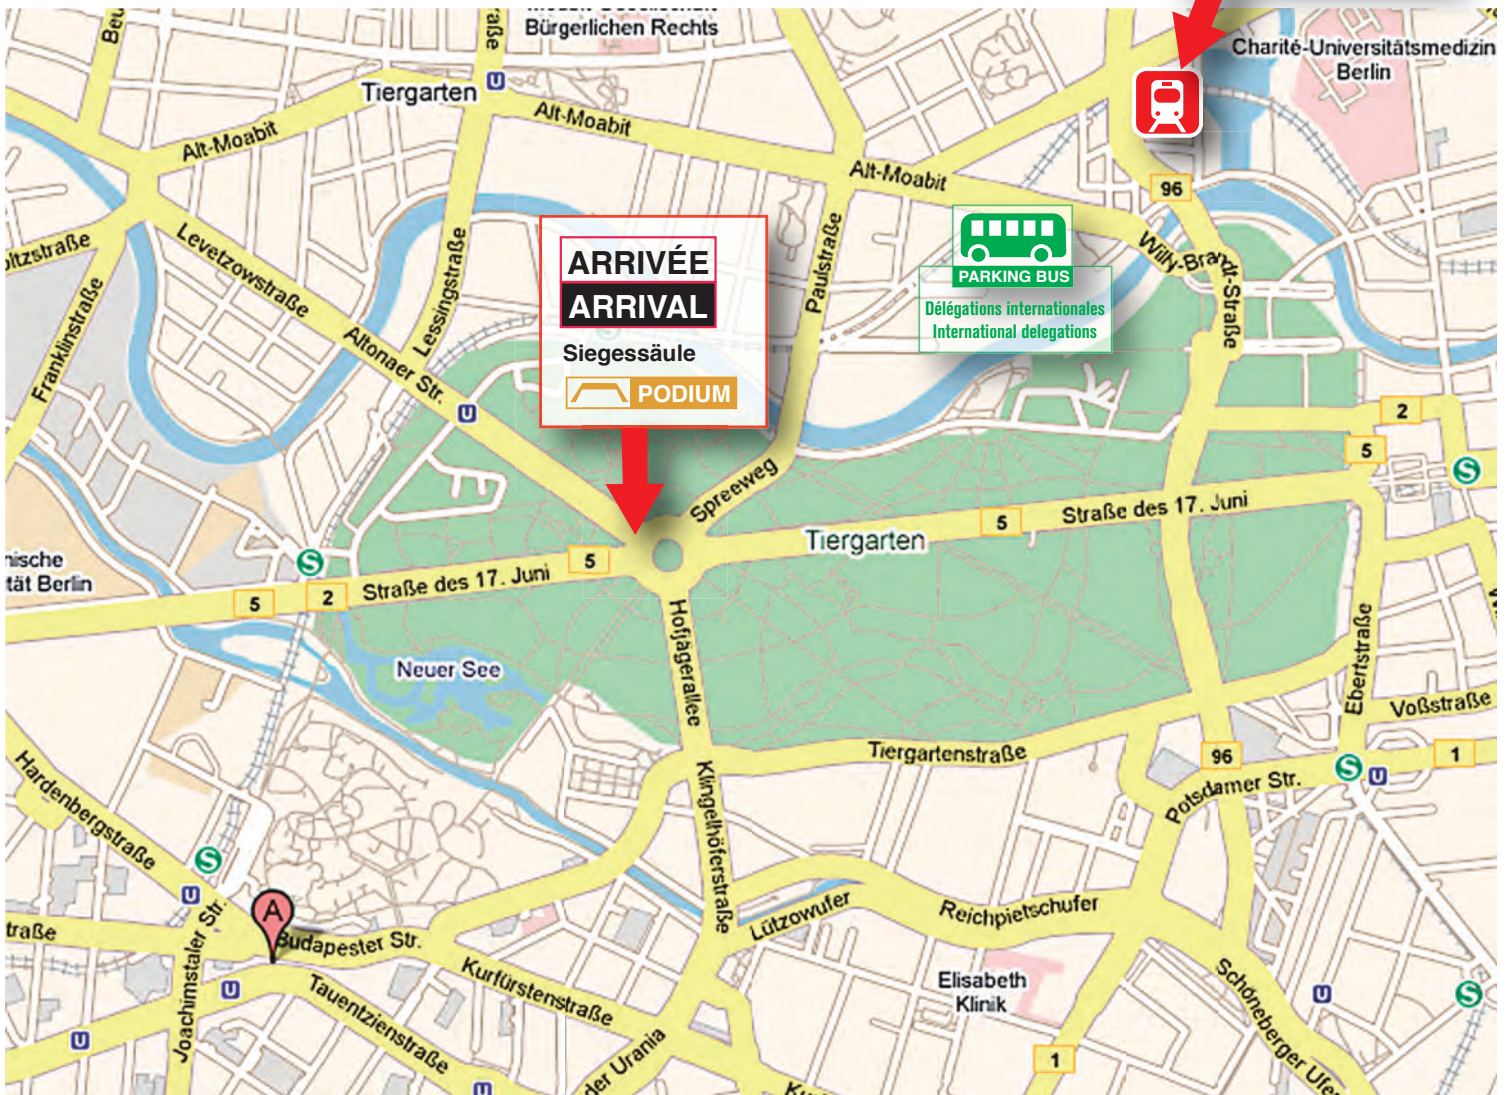 Bürgerlichen Rechts
Charité-Universitätsmedizin
Berlin
Tiergarten
U
Alt-Moabit
Alt-Moabit
Alt-Moabit
96
Levetzowstraße
Lessingstraße
Franklinstraße
Altonaer Str.
U
ARRIVÉE
ARRIVAL
Siegessäule
PODIUM
Paulstraße
PARKING BUS
Délégations internationales
International delegations
Willy-Brandt-Straße
2
5
S
Spreeweg
Straße des 17. Juni
5
Tiergarten
5
Straße des 17. Juni
2
5
S
Neuer See
Hofjägerallee
Ebertstraße
Voßstraße
Tiergartenstraße
96
1
S
U
Potsdamer Str.
Klingelhöferstraße
Hardenbergstraße
S
U
A
Budapester Str.
Joachimstaler Str.
Lützowufer
Reichpietschufer
Kurfürstenstraße
Tauentzienstraße
U
U
U
Elisabeth
Klinik
Schöneberger Ufer
U
S
1
der Urania